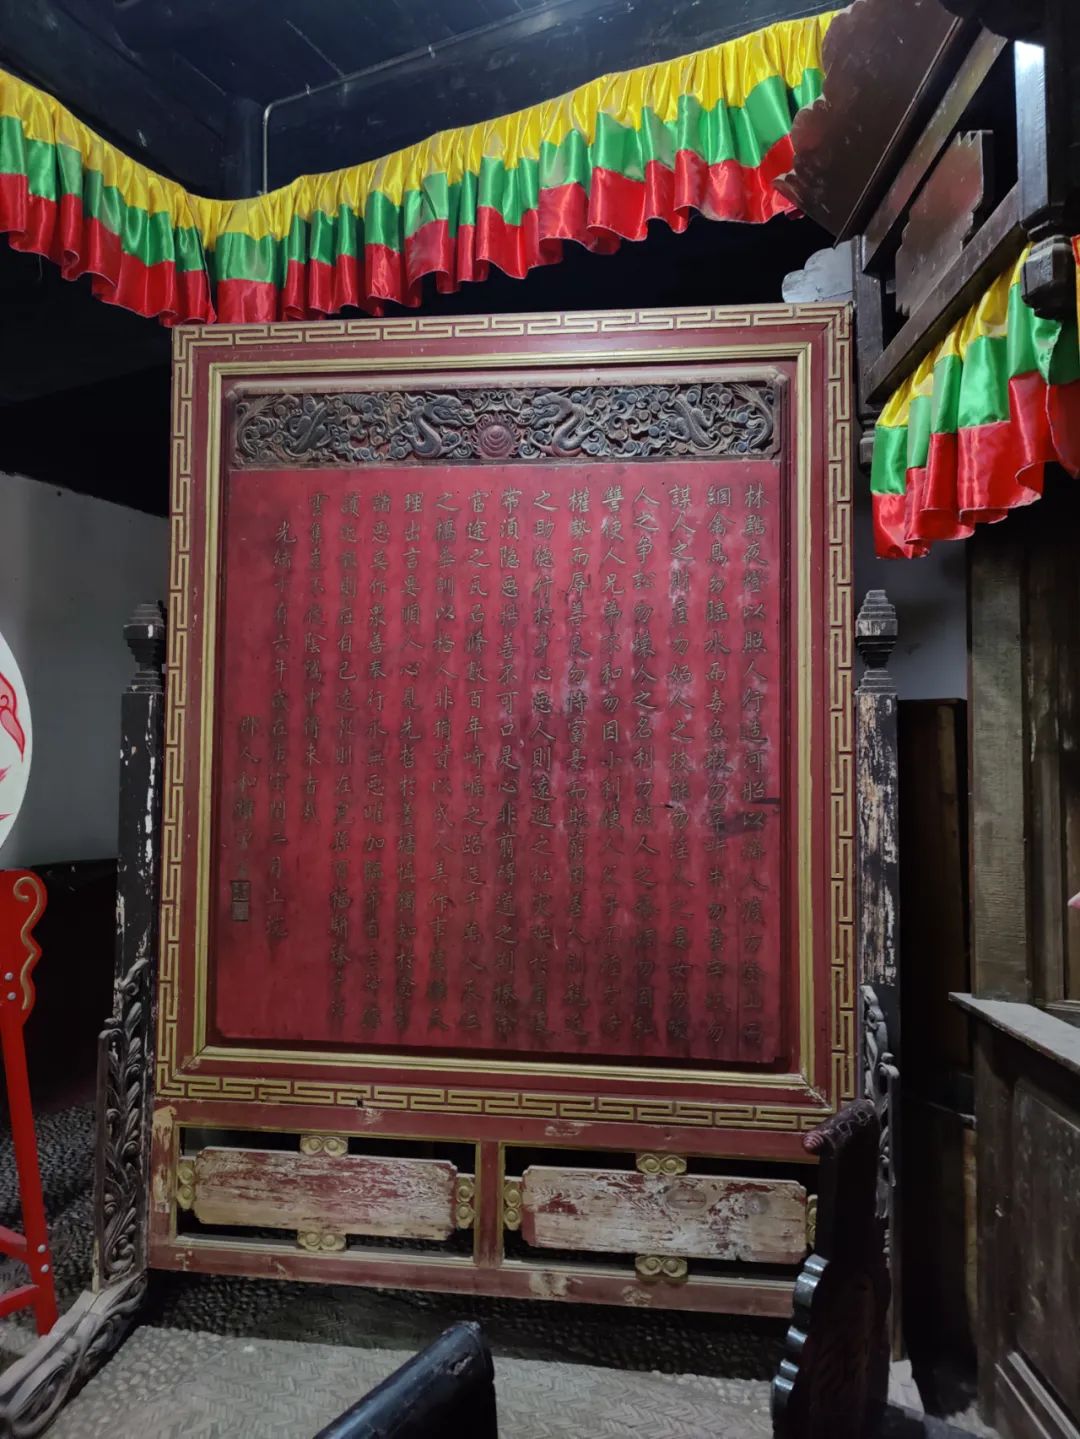 林點夜燈以照人行造河船以濟人渡勿登山而
網禽鳥勿臨水而毒魚蝦勿宰耕牛勿棄字紙勿
謀人之財產勿妬人之技能勿淫人之妻女勿唆
人之爭訟勿壞人之名利勿破人之婚姻勿因私
讐使人兄弟不和勿因小利使人父子不睦勿倚
權勢而辱善良勿恃富豪而欺窮困善人則親近
之助德行於身心惡人則遠避之杜災殃於眉睫
常須隱惡揚善不可口是心非翦礙道之荆榛除
當途之瓦石修數百年崎嶇之路造千萬人來往
之橋垂訓以格人非捐貲以成人美作事須循天
理出言要順人心見先哲於羹墻慎獨知於衾影
諸惡莫作衆善奉行永無惡曜加臨常有吉神擁
護近報則在自己遠報則在兒孫百福駢臻千祥
雲集豈不從陰隲中得來者哉
光緒十有六年歲在庚寅閏二月上浣
邑人和